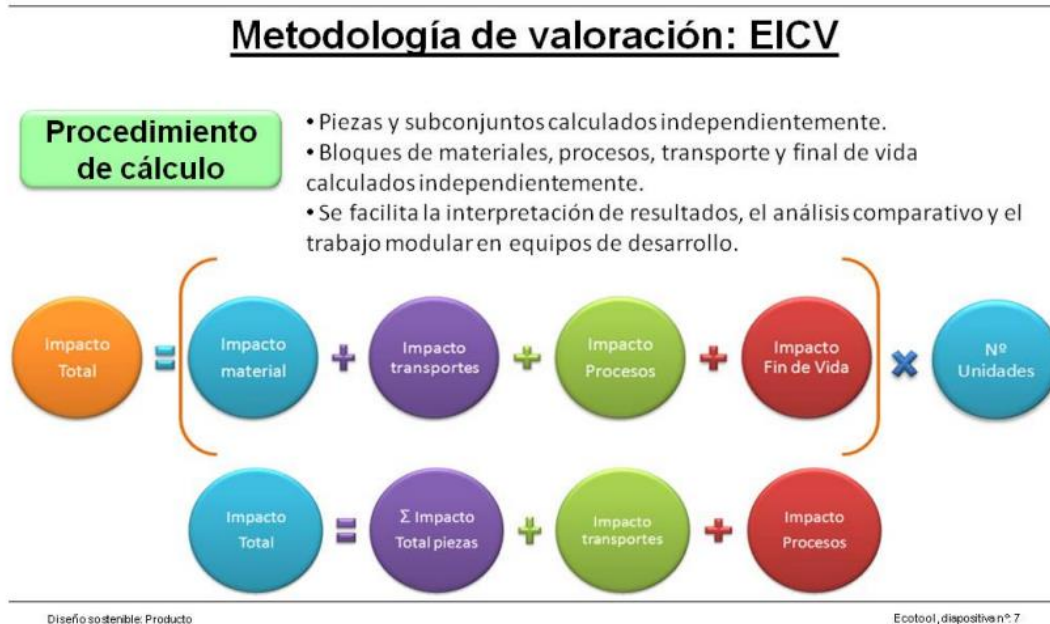 Metodología de valoración: EICV
Procedimiento
de cálculo
• Piezas y subconjuntos calculados independientemente.
• Bloques de materiales, procesos, transporte y final de vida
calculados independientemente.
• Se facilita la interpretación de resultados, el análisis comparativo y el
trabajo modular en equipos de desarrollo.
Impacto
Total
=
(
Impacto
material
+
Impacto
transportes
+
Impacto
Procesos
+
Impacto
Fin de Vida
)
×
Nº
Unidades
Impacto
Total
=
Σ Impacto
Total piezas
+
Impacto
transportes
+
Impacto
Procesos
Diseño sostenible: Producto
Ecotool, diapositiva nº: 7